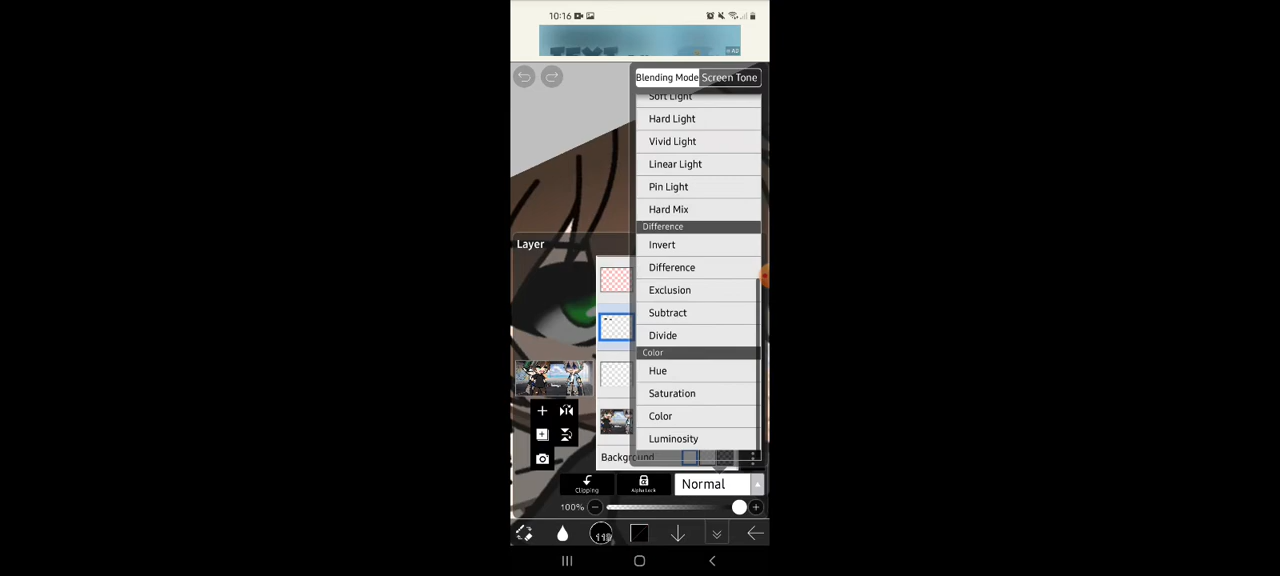 10:16
Blending Mode
Screen Tone
Soft Light
Hard Light
Vivid Light
Linear Light
Pin Light
Hard Mix
Difference
Invert
Difference
Exclusion
Subtract
Divide
Color
Hue
Saturation
Color
Luminosity
Layer
Background
Clipping
AlphaLock
Normal
100%